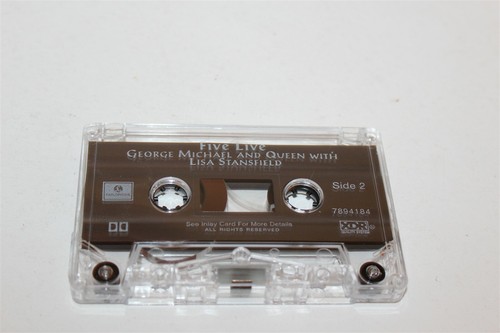 Five Live
George Michael and Queen with
Lisa Stansfield
Side 2
7894184
See Inlay Card For More Details
ALL RIGHTS RESERVED
XDR